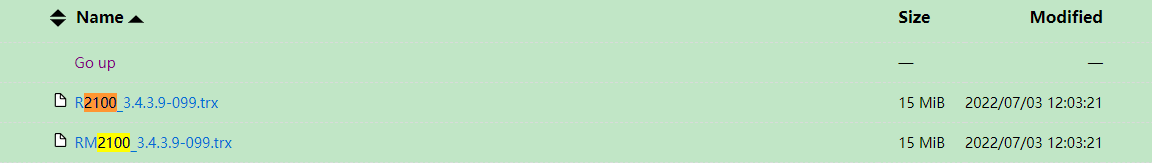 Name Size Modified
Go up — —
R2100_3.4.3.9-099.trx 15 MiB 2022/07/03 12:03:21
RM2100_3.4.3.9-099.trx 15 MiB 2022/07/03 12:03:21